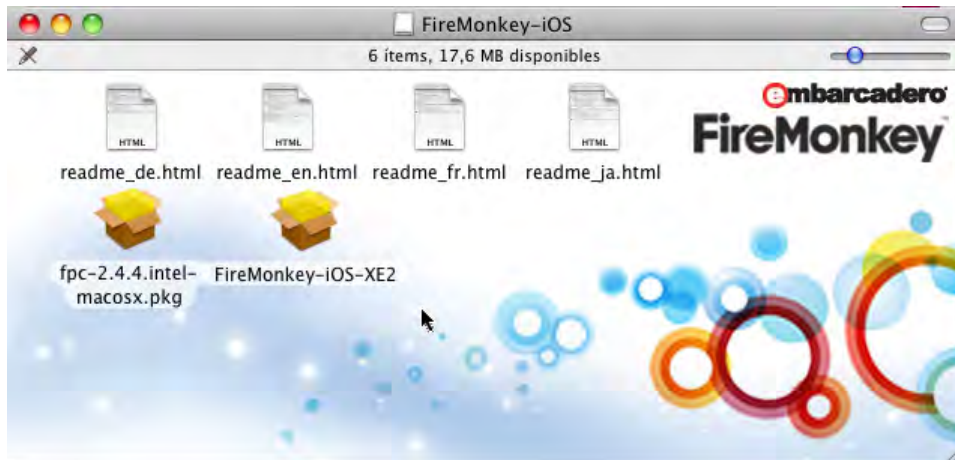 FireMonkey-iOS
6 ítems, 17,6 MB disponibles
embarcadero
FireMonkey™
HTML HTML HTML HTML
readme_de.html readme_en.html readme_fr.html readme_ja.html
fpc-2.4.4.intel-
macosx.pkg
FireMonkey-iOS-XE2